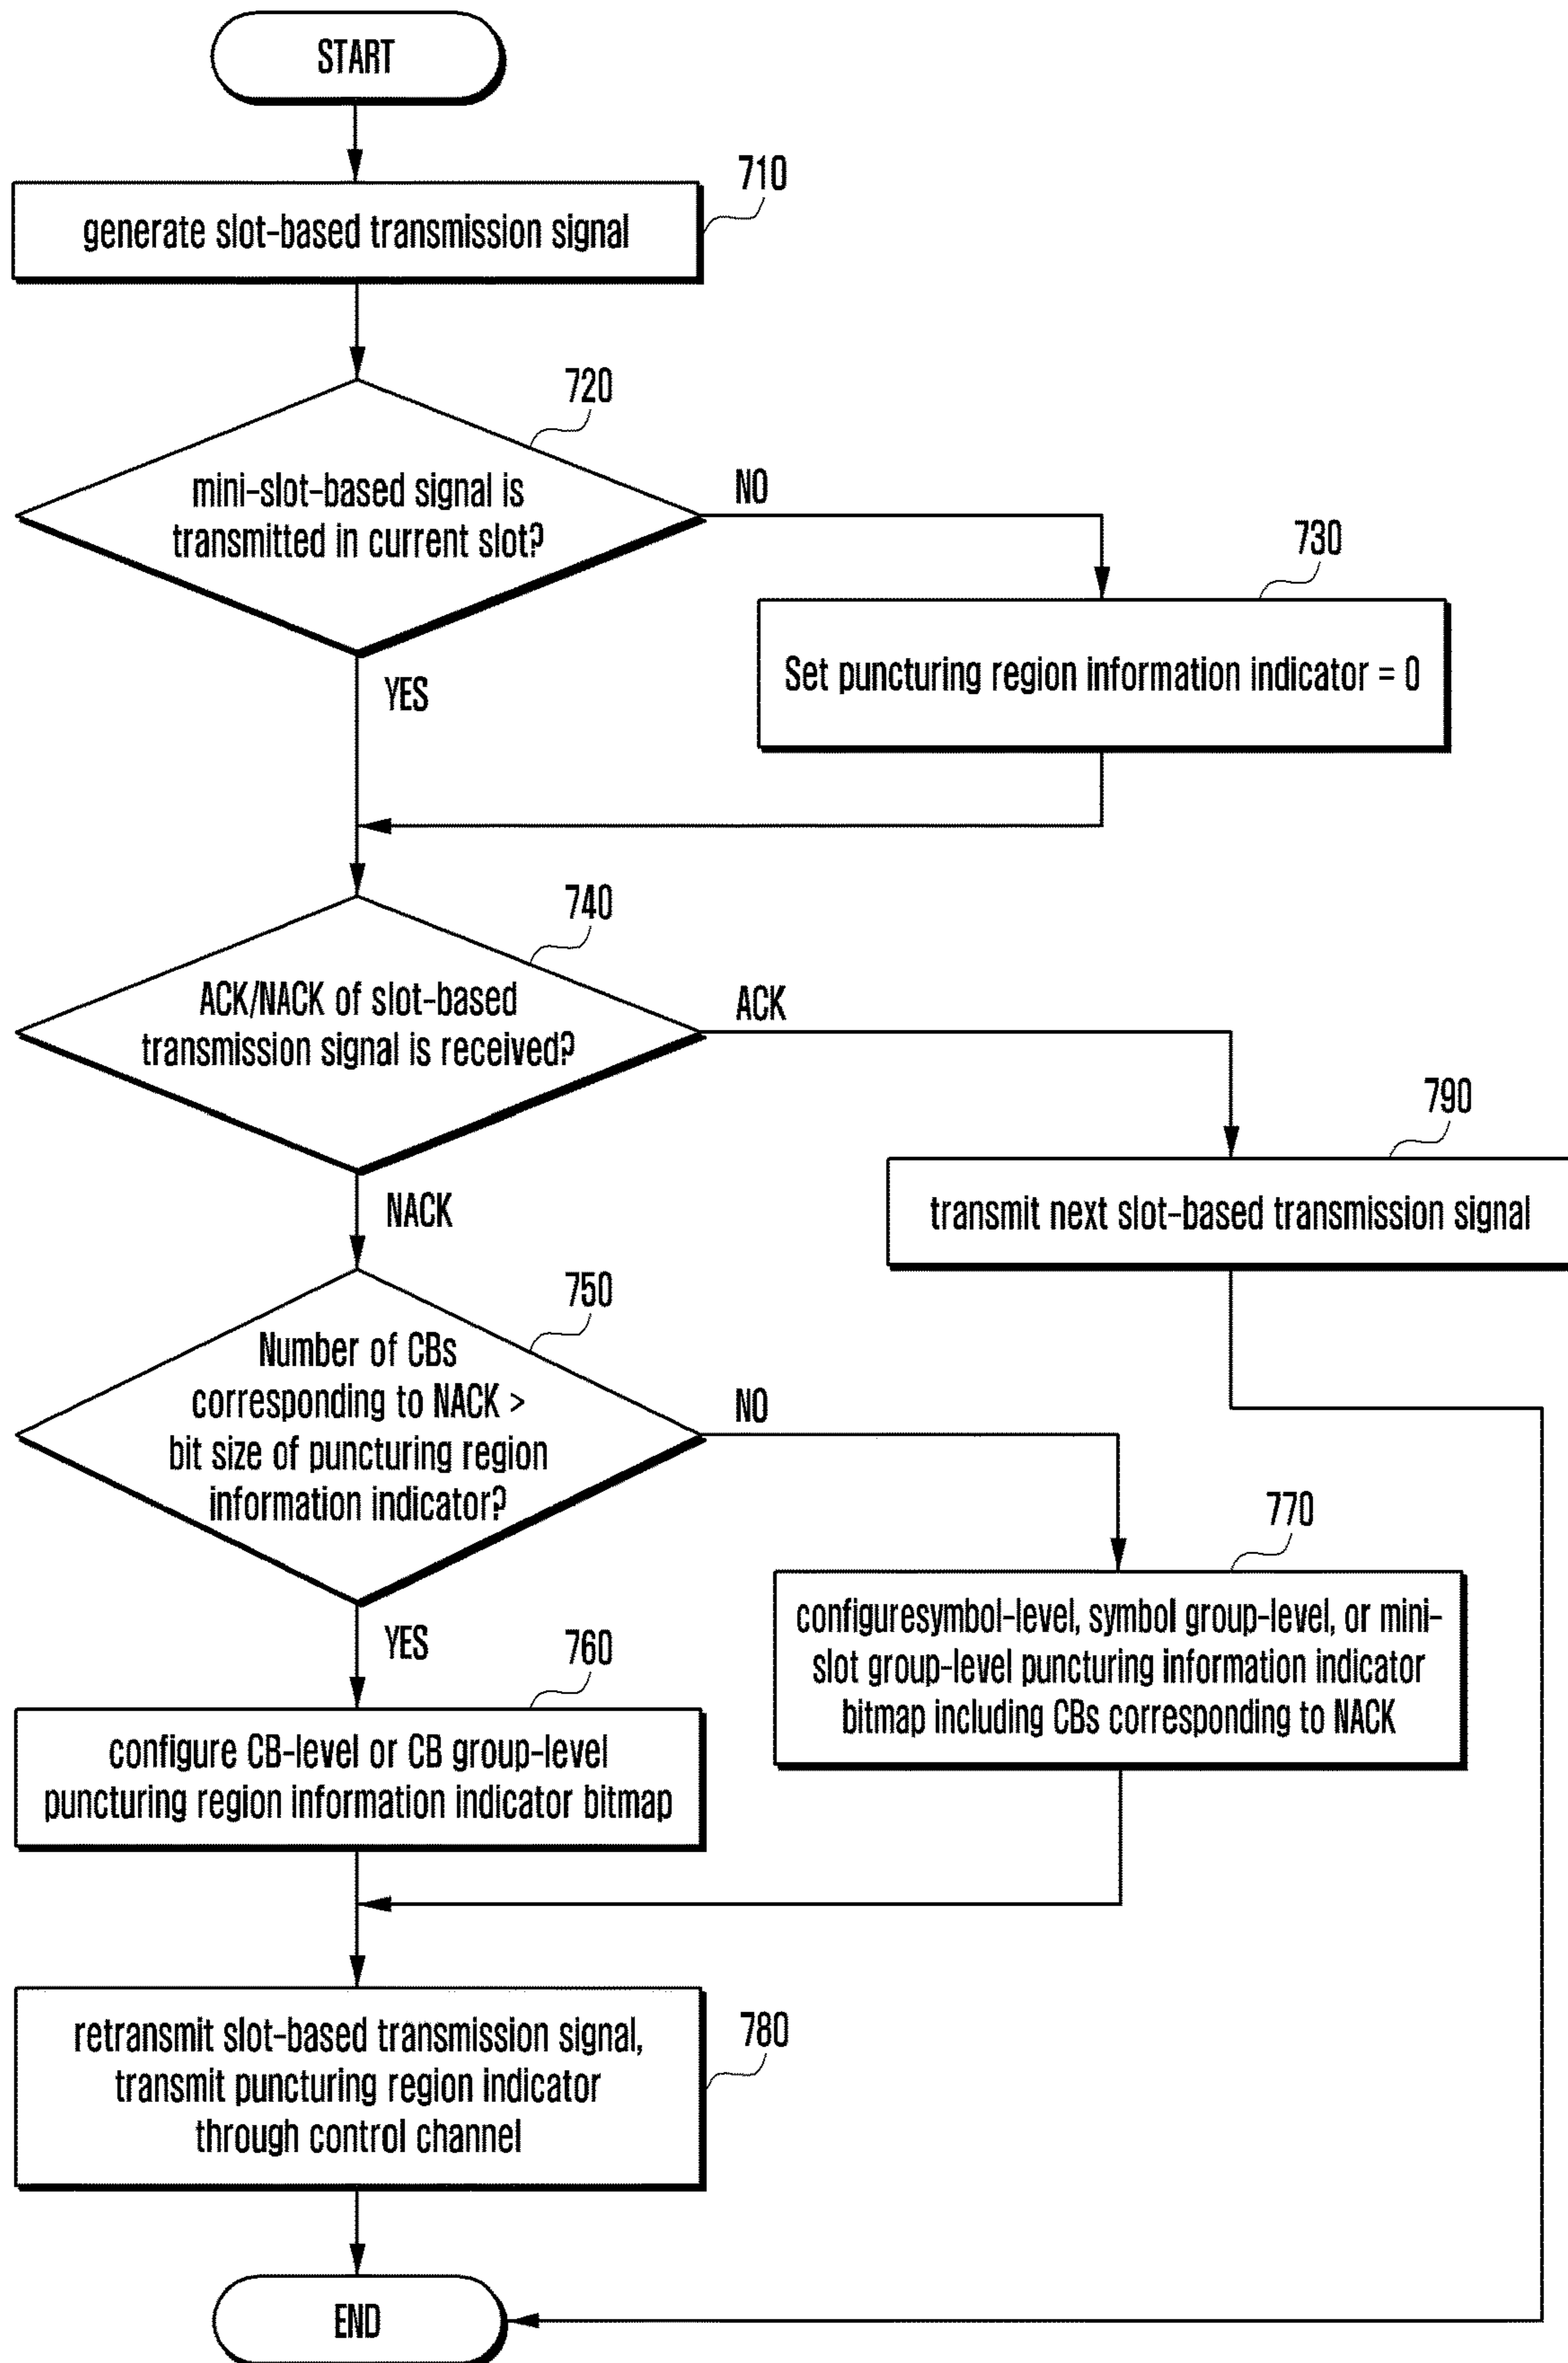 START
710
generate slot-based transmission signal
720
mini-slot-based signal is
transmitted in current slot?
NO
730
Set puncturing region information indicator = 0
YES
740
ACK/NACK of slot-based
transmission signal is received?
ACK
790
transmit next slot-based transmission signal
NACK
750
Number of CBs
corresponding to NACK >
bit size of puncturing region
information indicator?
NO
770
configuresymbol-level, symbol group-level, or mini-
slot group-level puncturing information indicator
bitmap including CBs corresponding to NACK
YES
760
configure CB-level or CB group-level
puncturing region information indicator bitmap
retransmit slot-based transmission signal,
transmit puncturing region indicator
through control channel
780
END